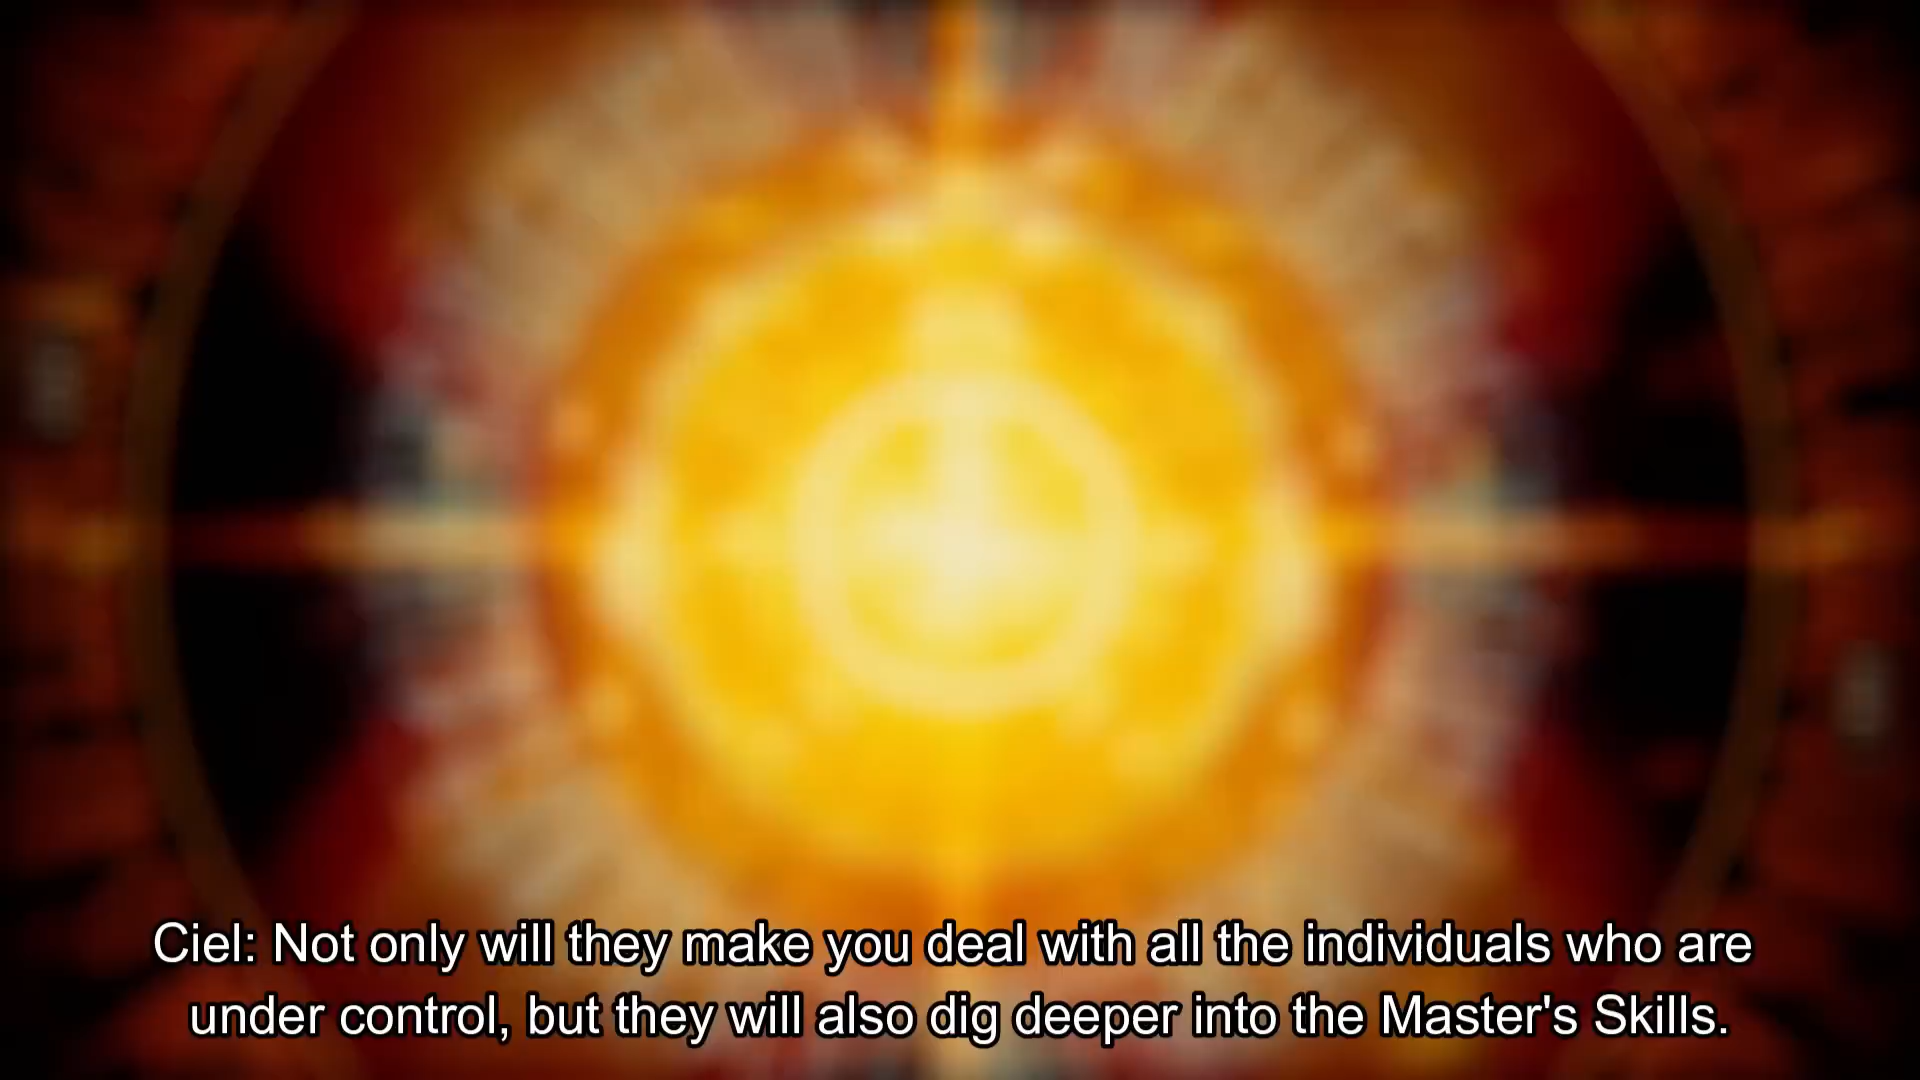 Ciel: Not only will they make you deal with all the individuals who are
under control, but they will also dig deeper into the Master's Skills.